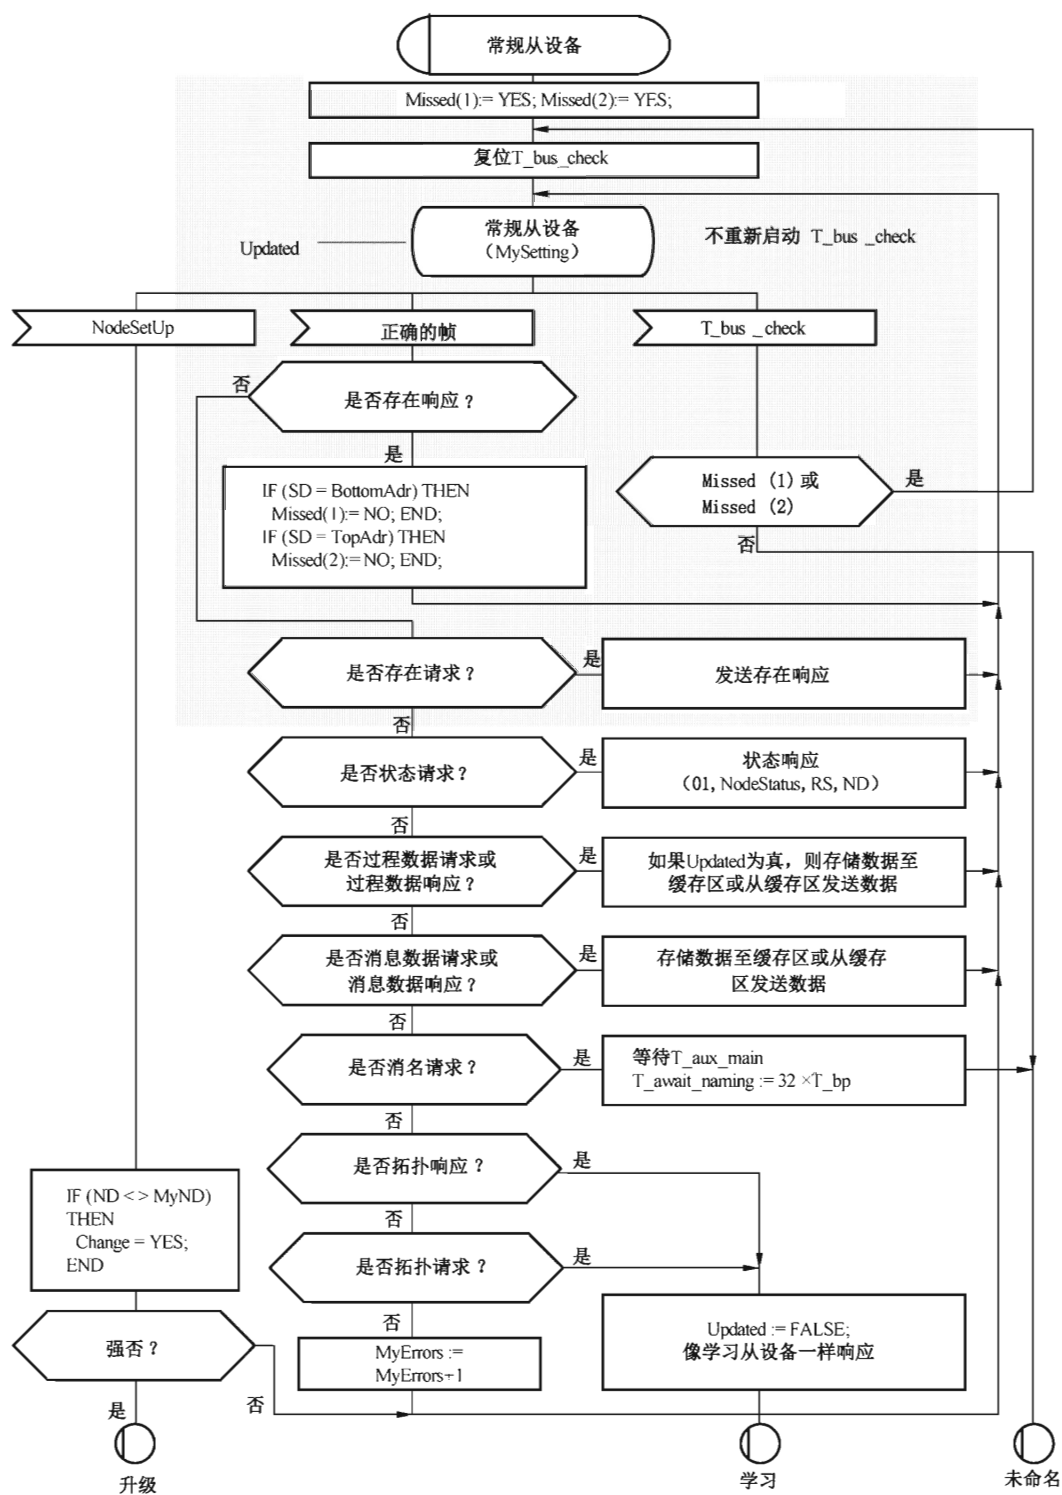 常规从设备
Missed(1):= YES; Missed(2):= YES;
复位T_bus_check
常规从设备
（MySetting）
Updated
不重新启动 T_bus _check
NodeSetUp
正确的帧
T_bus _check
否
是否存在响应？
是
IF (SD = BottomAdr) THEN
Missed(1):= NO; END;
IF (SD = TopAdr) THEN
Missed(2):= NO; END;
Missed (1) 或
Missed (2)
是
否
是否存在请求？
是
发送存在响应
否
是否状态请求？
是
状态响应
（01, NodeStatus, RS, ND）
否
是否过程数据请求或
过程数据响应？
是
如果Updated为真，则存储数据至
缓存区或从缓存区发送数据
否
是否消息数据请求或
消息数据响应？
是
存储数据至缓存区或从缓存
区发送数据
否
是否消名请求？
是
等待T_aux_main
T_await_naming := 32 ×T_bp
否
是否拓扑响应？
是
IF (ND < > MyND)
THEN
Change = YES;
END
否
是否拓扑请求？
是
否
强否？
MyErrors :=
MyErrors+1
Updated := FALSE;
像学习从设备一样响应
是
否
升级
学习
未命名